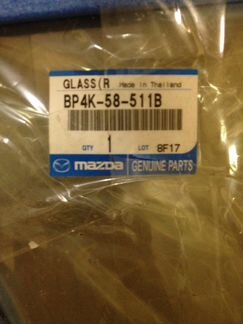 GLASS(R Made in Thailand
BP4K-58-511B
QTY 1 LOT 8F17
mazda GENUINE PARTS